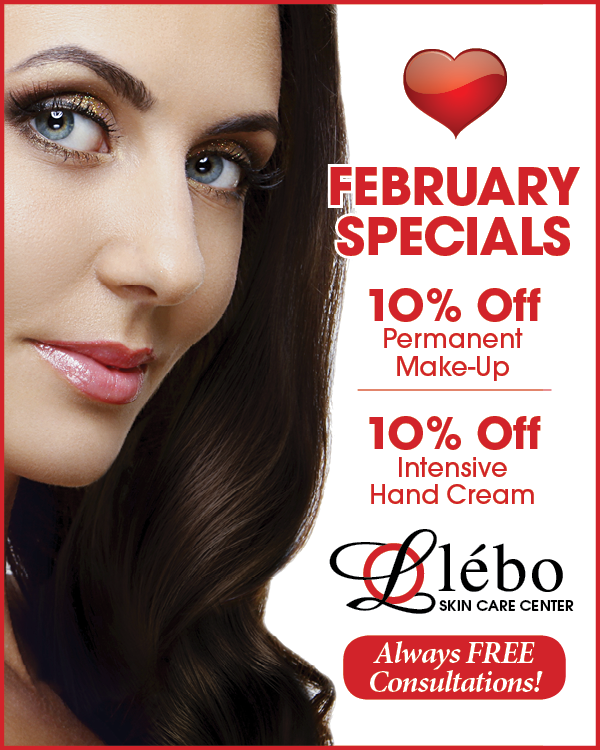 FEBRUARY
SPECIALS
10% Off
Permanent
Make-Up
10% Off
Intensive
Hand Cream
L lébo
SKIN CARE CENTER
Always FREE
Consultations!